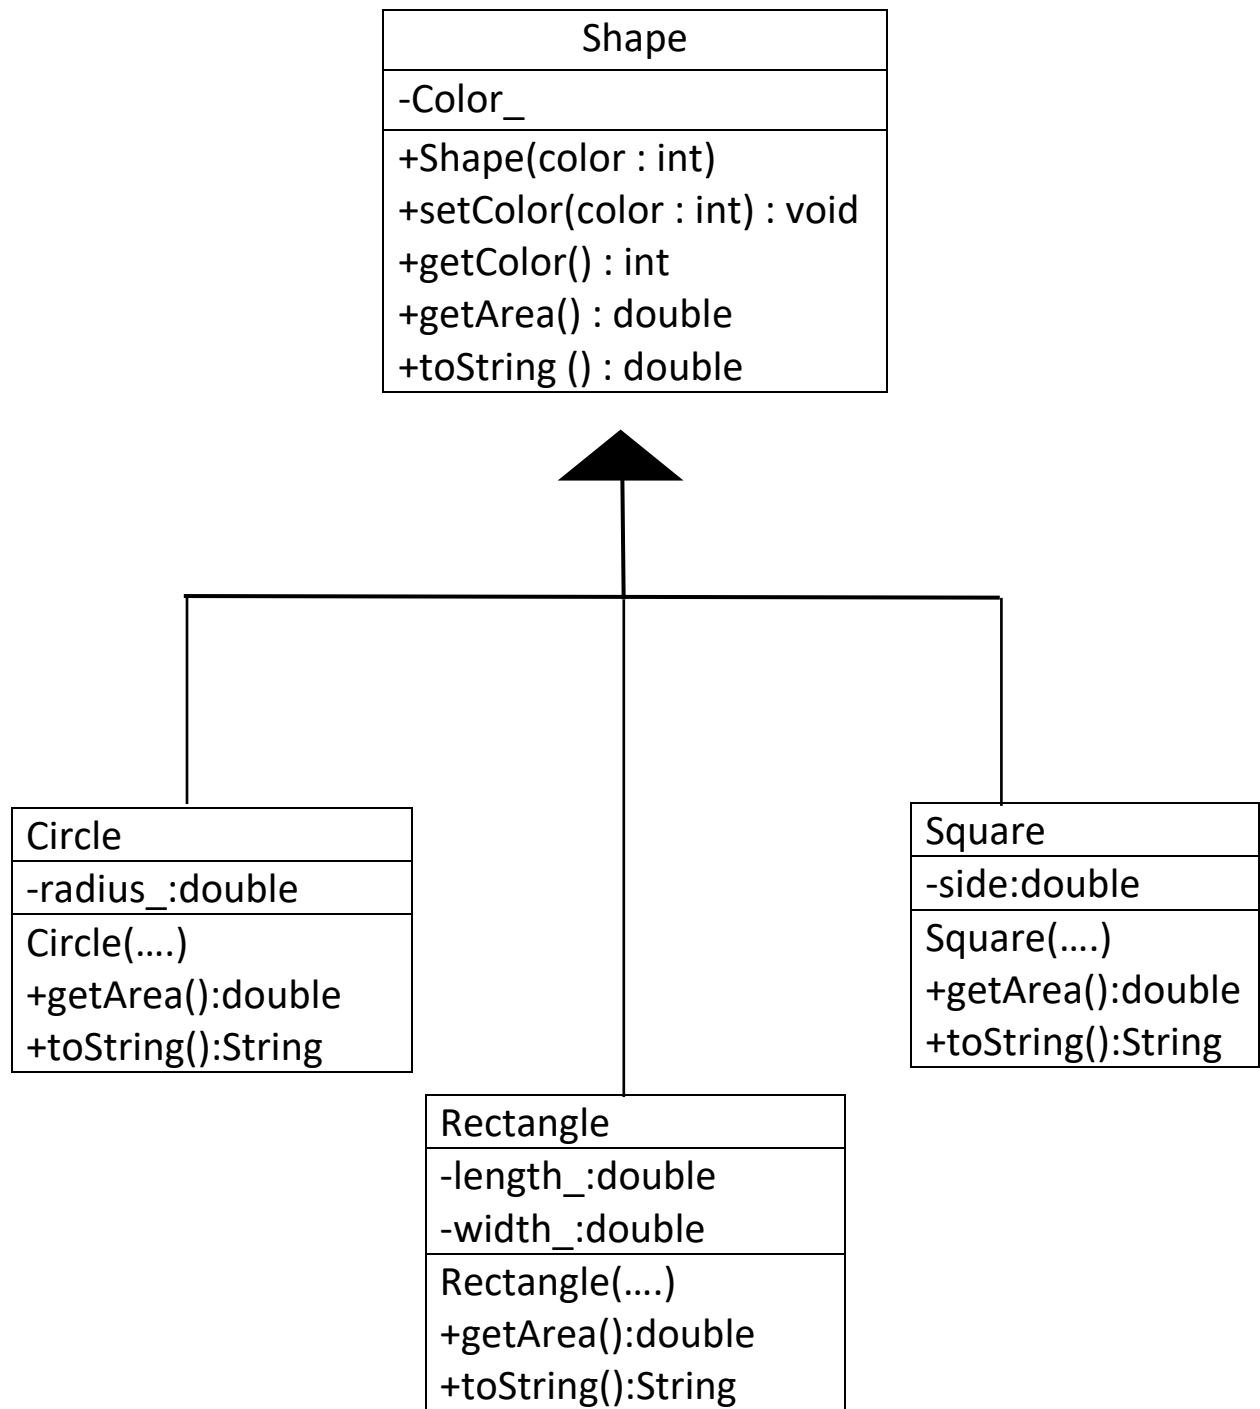 Shape
-Color_
+Shape(color : int)
+setColor(color : int) : void
+getColor() : int
+getArea() : double
+toString () : double
Circle
-radius_:double
Circle(....)
+getArea():double
+toString():String
Square
-side:double
Square(....)
+getArea():double
+toString():String
Rectangle
-length_:double
-width_:double
Rectangle(....)
+getArea():double
+toString():String